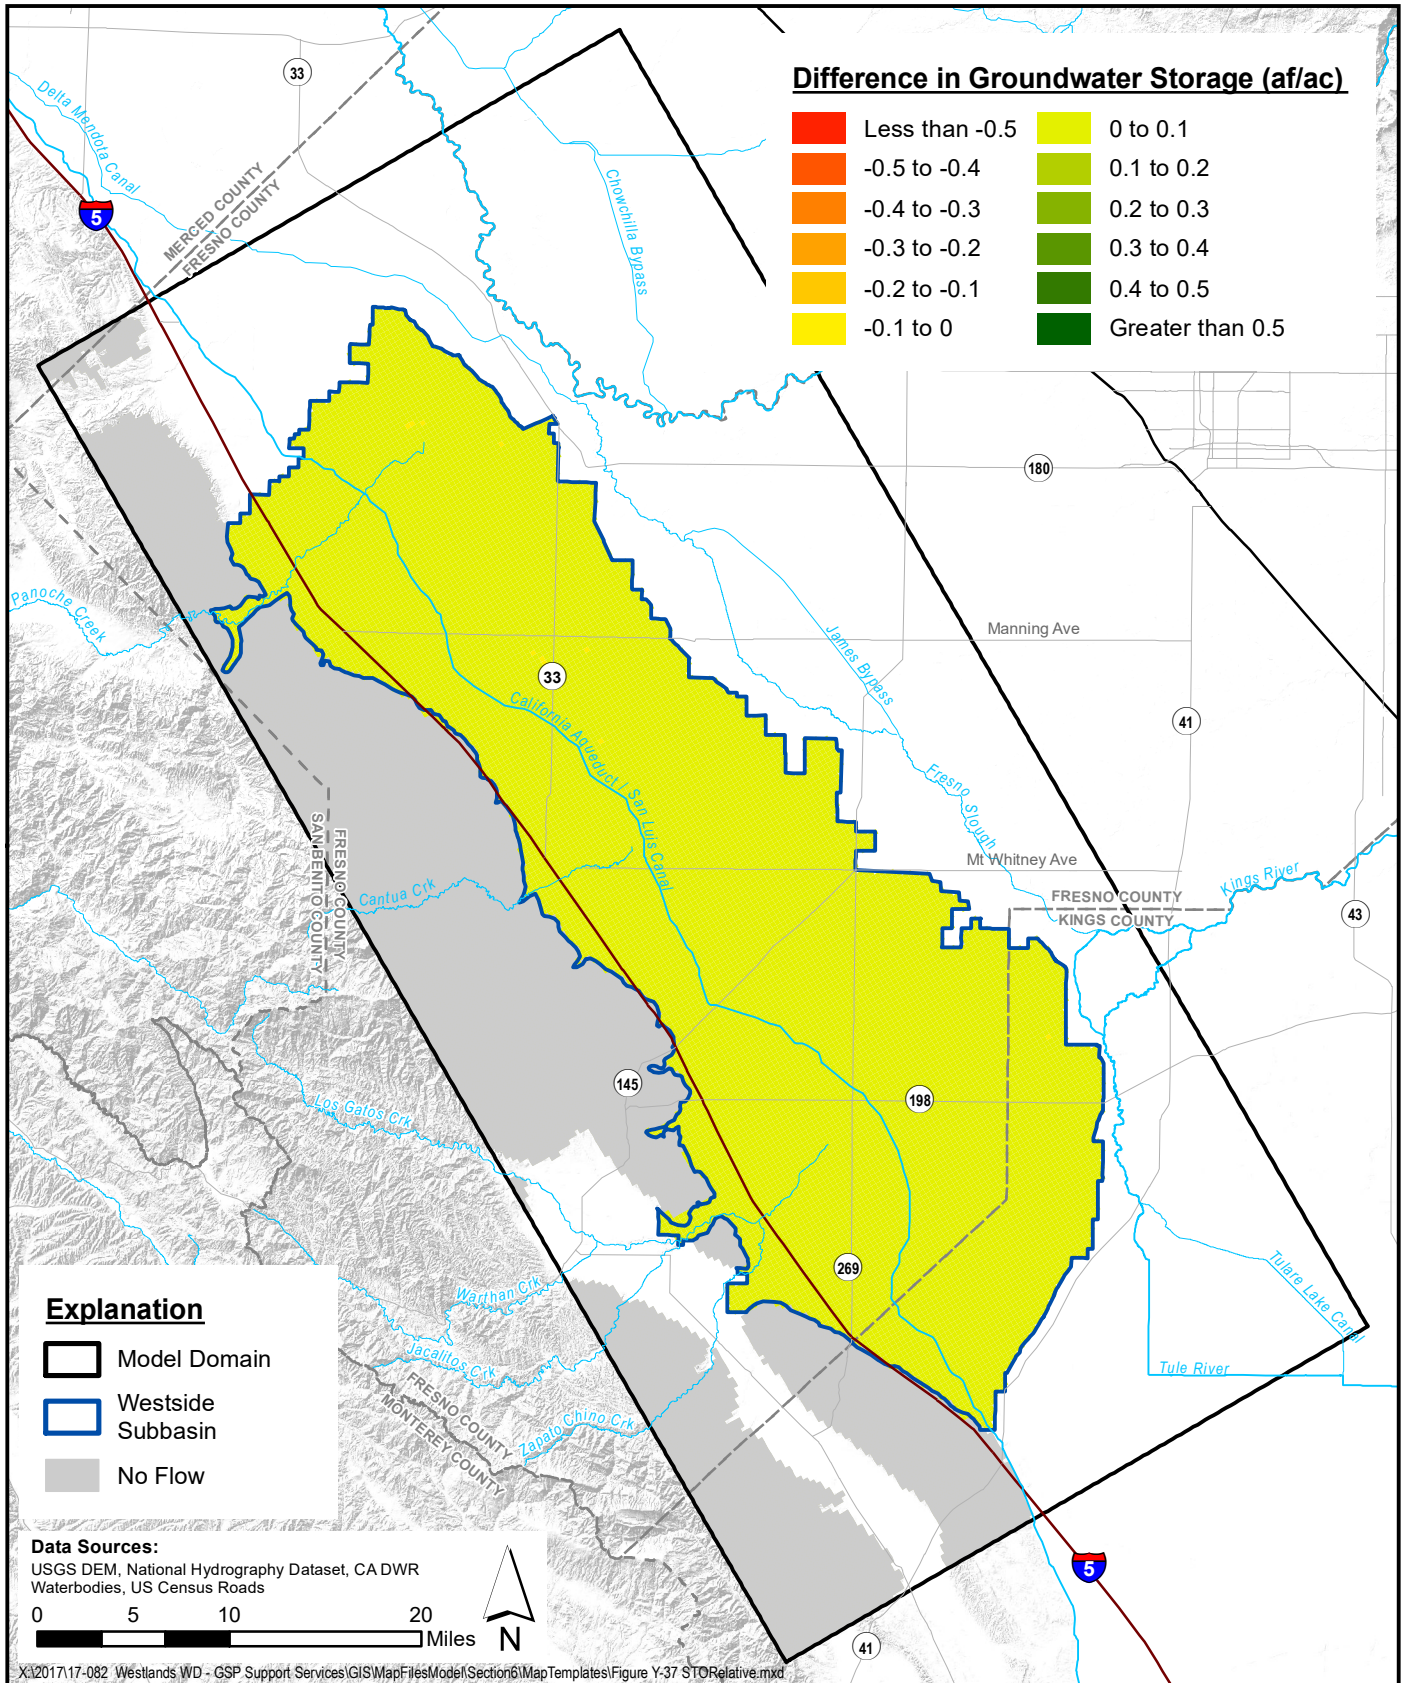 Difference in Groundwater Storage (af/ac)
Less than -0.5
-0.5 to -0.4
-0.4 to -0.3
-0.3 to -0.2
-0.2 to -0.1
-0.1 to 0
0 to 0.1
0.1 to 0.2
0.2 to 0.3
0.3 to 0.4
0.4 to 0.5
Greater than 0.5
33
Delta Mendota Canal
5
MERCED COUNTY
FRESNO COUNTY
Chowchilla Bypass
180
Panoche Creek
Manning Ave
James Bypass
33
41
California Aqueduct / San Luis Canal
Fresno Slough
SAN BENITO COUNTY
FRESNO COUNTY
Mt Whitney Ave
Kings River
Cantua Crk
FRESNO COUNTY
KINGS COUNTY
43
145
198
Los Gatos Crk
269
Tulare Lake Canal
Warthan Crk
Jacalitos Crk
Tule River
FRESNO COUNTY
MONTEREY COUNTY
Zapato Chino Crk
5
41
Explanation
Model Domain
Westside
Subbasin
No Flow
Data Sources:
USGS DEM, National Hydrography Dataset, CA DWR
Waterbodies, US Census Roads
0 5 10 20
Miles
N
X:\2017\17-082 Westlands WD - GSP Support Services\GIS\MapFilesModel\Section6\MapTemplates\Figure Y-37 STORelative.mxd